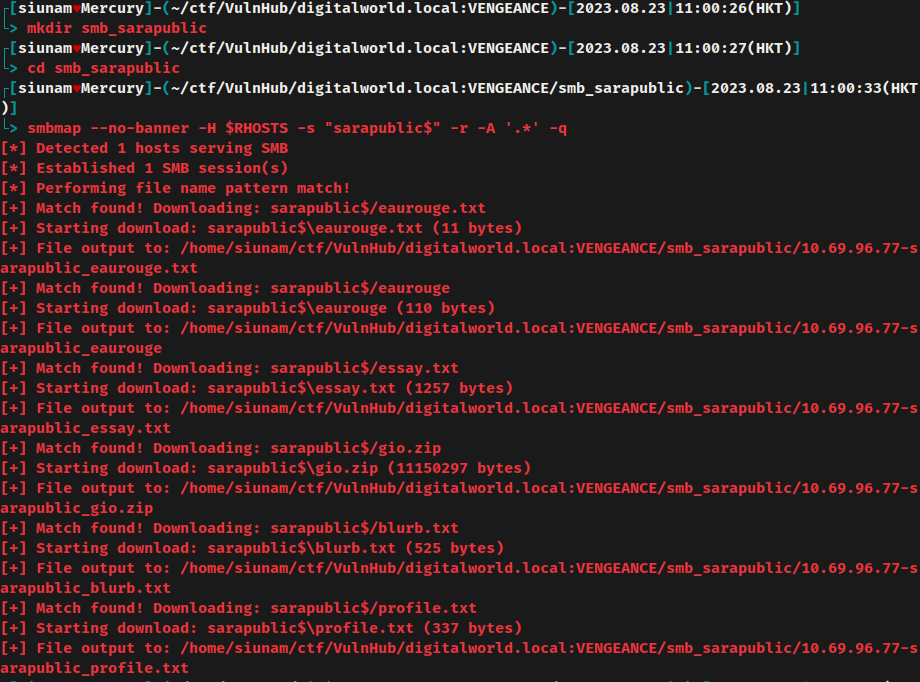 ┌[siunam♥Mercury]-(~/ctf/VulnHub/digitalworld.local:VENGEANCE)-[2023.08.23|11:00:26(HKT)]
└> mkdir smb_sarapublic
┌[siunam♥Mercury]-(~/ctf/VulnHub/digitalworld.local:VENGEANCE)-[2023.08.23|11:00:27(HKT)]
└> cd smb_sarapublic
┌[siunam♥Mercury]-(~/ctf/VulnHub/digitalworld.local:VENGEANCE/smb_sarapublic)-[2023.08.23|11:00:33(HKT
)]
└> smbmap --no-banner -H $RHOSTS -s "sarapublic$" -r -A '.*' -q
[*] Detected 1 hosts serving SMB
[*] Established 1 SMB session(s)
[*] Performing file name pattern match!
[+] Match found! Downloading: sarapublic$/eaurouge.txt
[+] Starting download: sarapublic$\eaurouge.txt (11 bytes)
[+] File output to: /home/siunam/ctf/VulnHub/digitalworld.local:VENGEANCE/smb_sarapublic/10.69.96.77-s
arapublic_eaurouge.txt
[+] Match found! Downloading: sarapublic$/eaurouge
[+] Starting download: sarapublic$\eaurouge (110 bytes)
[+] File output to: /home/siunam/ctf/VulnHub/digitalworld.local:VENGEANCE/smb_sarapublic/10.69.96.77-s
arapublic_eaurouge
[+] Match found! Downloading: sarapublic$/essay.txt
[+] Starting download: sarapublic$\essay.txt (1257 bytes)
[+] File output to: /home/siunam/ctf/VulnHub/digitalworld.local:VENGEANCE/smb_sarapublic/10.69.96.77-s
arapublic_essay.txt
[+] Match found! Downloading: sarapublic$/gio.zip
[+] Starting download: sarapublic$\gio.zip (11150297 bytes)
[+] File output to: /home/siunam/ctf/VulnHub/digitalworld.local:VENGEANCE/smb_sarapublic/10.69.96.77-s
arapublic_gio.zip
[+] Match found! Downloading: sarapublic$/blurb.txt
[+] Starting download: sarapublic$\blurb.txt (525 bytes)
[+] File output to: /home/siunam/ctf/VulnHub/digitalworld.local:VENGEANCE/smb_sarapublic/10.69.96.77-s
arapublic_blurb.txt
[+] Match found! Downloading: sarapublic$/profile.txt
[+] Starting download: sarapublic$\profile.txt (337 bytes)
[+] File output to: /home/siunam/ctf/VulnHub/digitalworld.local:VENGEANCE/smb_sarapublic/10.69.96.77-s
arapublic_profile.txt